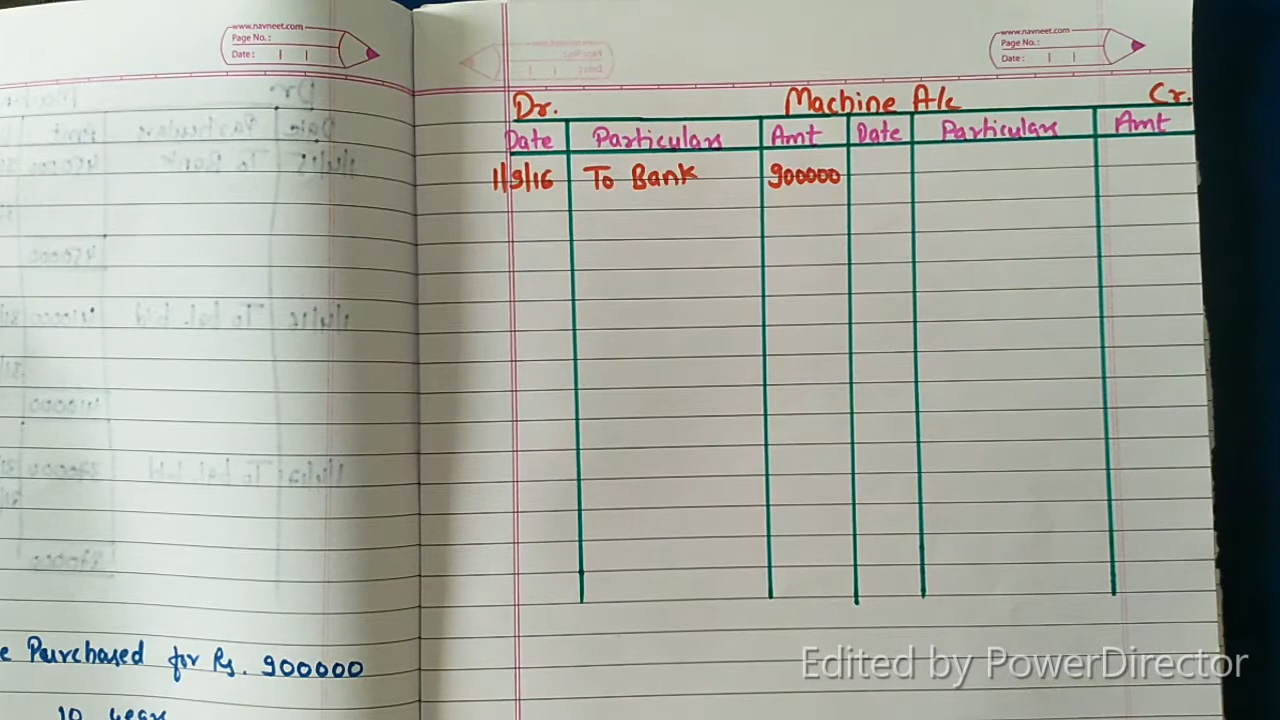 www.navneet.com
Page No. :
Date :
www.navneet.com
Page No. :
Date :
Dr. Machine A/c Cr.
Date Particulars Amt Date Particulars Amt
1/9/16 To Bank 900000
Purchased for Rs. 900000
10 years
Edited by PowerDirector